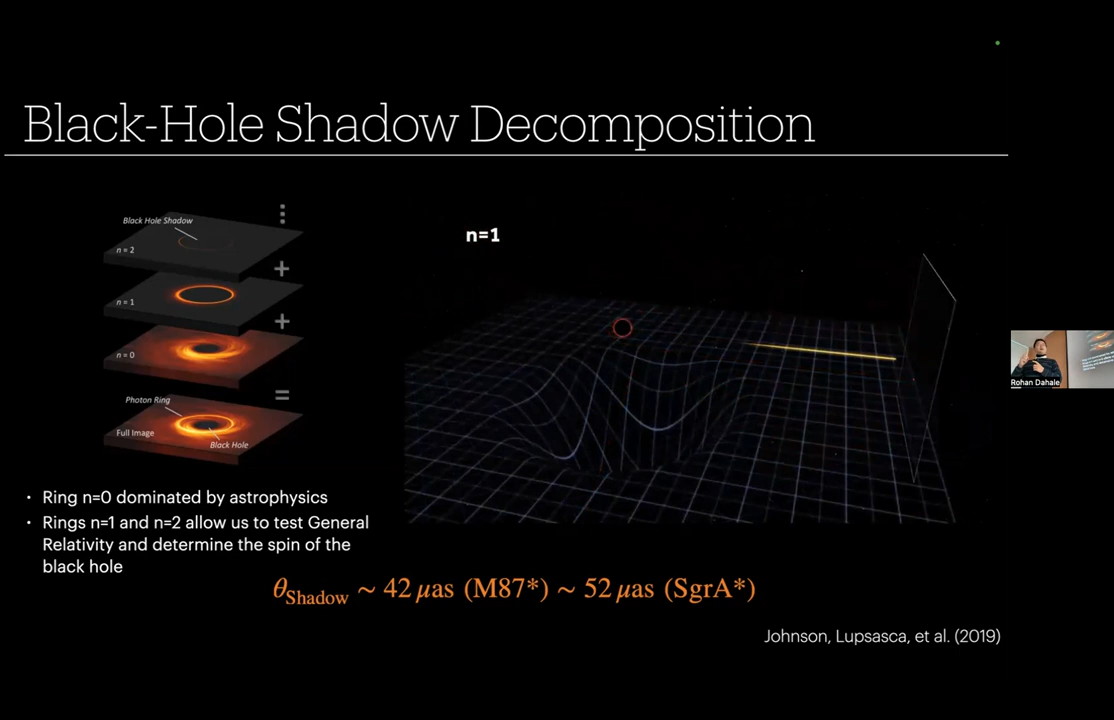 Black-Hole Shadow Decomposition
Black Hole Shadow
n = 2
+
n = 1
+
n = 0
=
Photon Ring
Full Image
Black Hole
n=1
• Ring n=0 dominated by astrophysics
• Rings n=1 and n=2 allow us to test General
Relativity and determine the spin of the
black hole
θShadow ~ 42 μas (M87*) ~ 52 μas (SgrA*)
Johnson, Lupsasca, et al. (2019)
Rohan Dahale